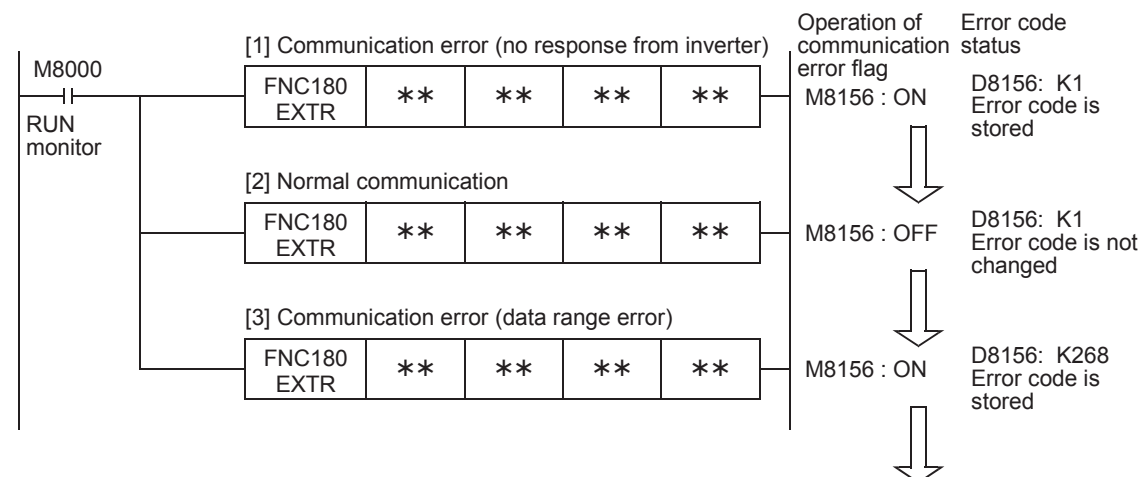 Operation of
communication
error flag
Error code
status
[1] Communication error (no response from inverter)
M8000
RUN
monitor
FNC180
EXTR
** ** ** **
M8156 : ON
D8156: K1
Error code is
stored
[2] Normal communication
FNC180
EXTR
** ** ** **
M8156 : OFF
D8156: K1
Error code is not
changed
[3] Communication error (data range error)
FNC180
EXTR
** ** ** **
M8156 : ON
D8156: K268
Error code is
stored